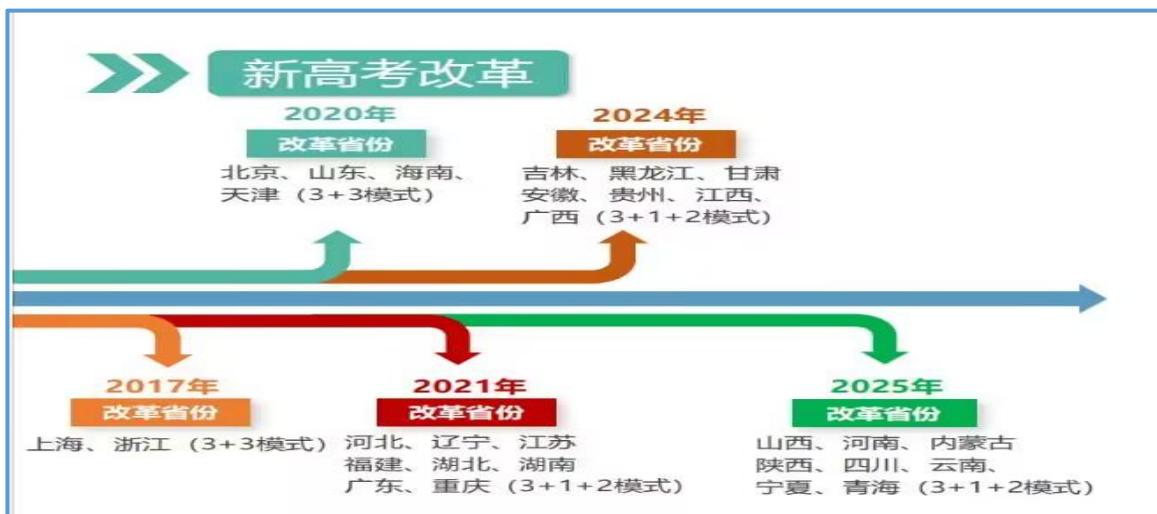 新高考改革
2020年
改革省份
北京、山东、海南、
天津（3+3模式）
2024年
改革省份
吉林、黑龙江、甘肃
安徽、贵州、江西、
广西（3+1+2模式）
2017年
改革省份
上海、浙江（3+3模式）
2021年
改革省份
河北、辽宁、江苏
福建、湖北、湖南
广东、重庆（3+1+2模式）
2025年
改革省份
山西、河南、内蒙古
陕西、四川、云南、
宁夏、青海（3+1+2模式）